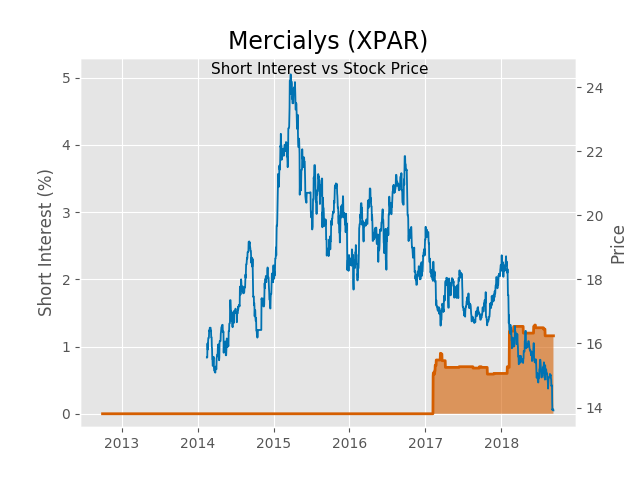 Mercialys (XPAR)
Short Interest vs Stock Price
Short Interest (%)
5
4
3
2
1
0
24
22
20
18
16
14
Price
2013 2014 2015 2016 2017 2018